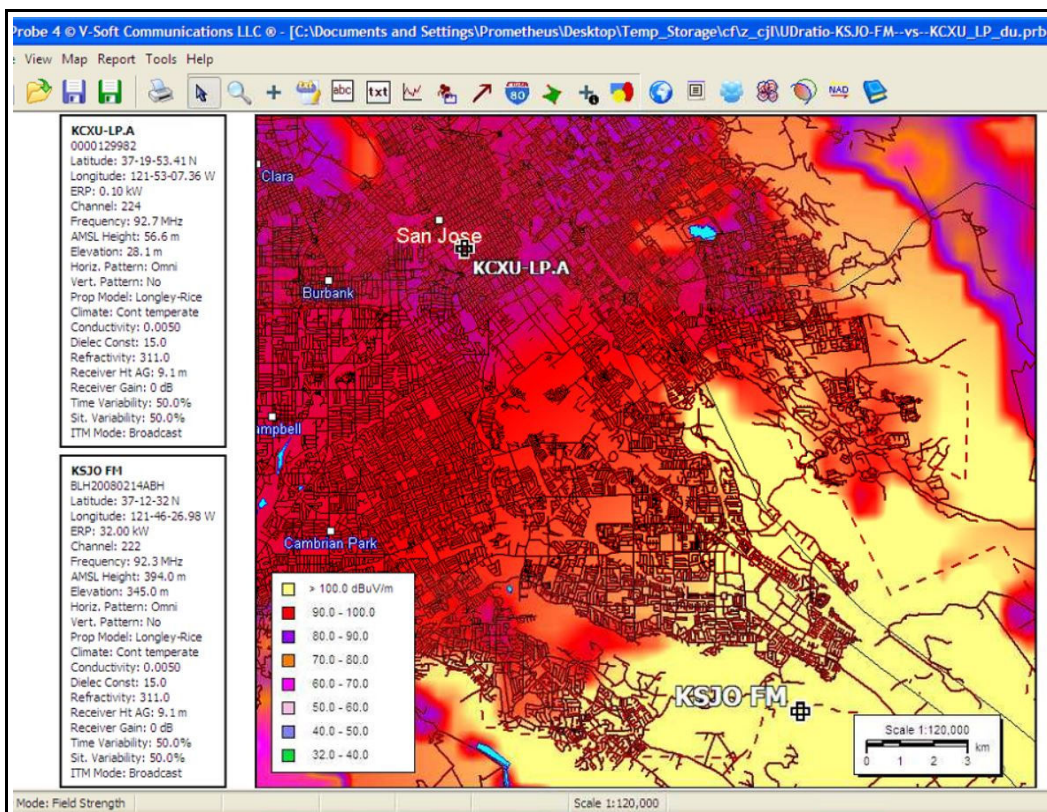 Probe 4 © V-Soft Communications LLC ® - [C:\Documents and Settings\Prometheus\Desktop\Temp_Storage\cf\z_cjl\UDratio-KSJO-FM--vs--KCXU_LP_du.prb
View Map Report Tools Help
abc
txt
80
NAD
KCXU-LP.A
0000129982
Latitude: 37-19-53.41 N
Longitude: 121-53-07.36 W
ERP: 0.10 kW
Channel: 224
Frequency: 92.7 MHz
AMSL Height: 56.6 m
Elevation: 28.1 m
Horiz. Pattern: Omni
Vert. Pattern: No
Prop Model: Longley-Rice
Climate: Cont temperate
Conductivity: 0.0050
Dielec Const: 15.0
Refractivity: 311.0
Receiver Ht AG: 9.1 m
Receiver Gain: 0 dB
Time Variability: 50.0%
Sit. Variability: 50.0%
ITM Mode: Broadcast
KSJO FM
BLH20080214ABH
Latitude: 37-12-32 N
Longitude: 121-46-26.98 W
ERP: 32.00 kW
Channel: 222
Frequency: 92.3 MHz
AMSL Height: 394.0 m
Elevation: 345.0 m
Horiz. Pattern: Omni
Vert. Pattern: No
Prop Model: Longley-Rice
Climate: Cont temperate
Conductivity: 0.0050
Dielec Const: 15.0
Refractivity: 311.0
Receiver Ht AG: 9.1 m
Receiver Gain: 0 dB
Time Variability: 50.0%
Sit. Variability: 50.0%
ITM Mode: Broadcast
Clara
San Jose
KCXU-LP.A
Burbank
ampbell
Cambrian Park
KSJO FM
> 100.0 dBuV/m
90.0 - 100.0
80.0 - 90.0
70.0 - 80.0
60.0 - 70.0
50.0 - 60.0
40.0 - 50.0
32.0 - 40.0
Scale 1:120,000
km
0 1 2 3
Mode: Field Strength
Scale 1:120,000